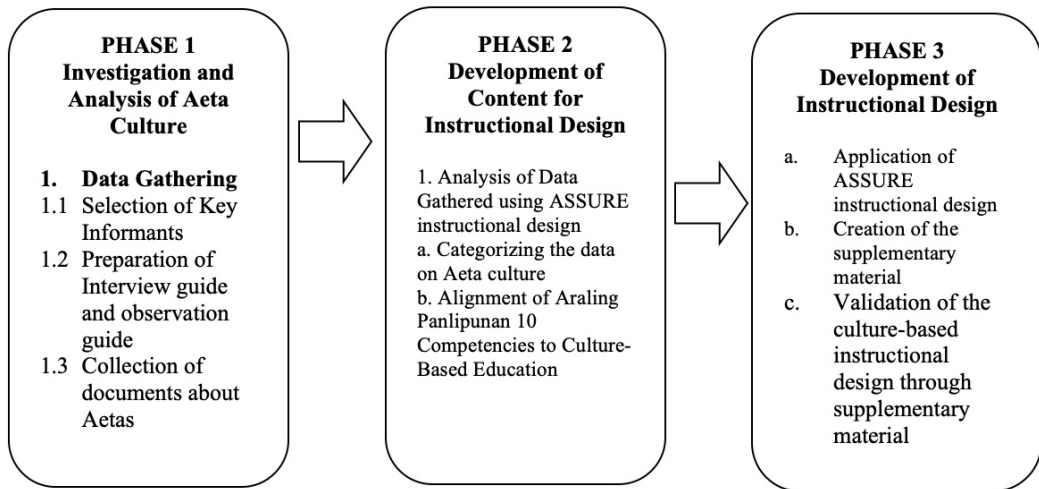 PHASE 1
Investigation and
Analysis of Aeta
Culture
1. Data Gathering
1.1 Selection of Key
Informants
1.2 Preparation of
Interview guide
and observation
guide
1.3 Collection of
documents about
Aetas
PHASE 2
Development of
Content for
Instructional Design
1. Analysis of Data
Gathered using ASSURE
instructional design
a. Categorizing the data
on Aeta culture
b. Alignment of Araling
Panlipunan 10
Competencies to Culture-
Based Education
PHASE 3
Development of
Instructional Design
a. Application of
ASSURE
instructional design
b. Creation of the
supplementary
material
c. Validation of the
culture-based
instructional
design through
supplementary
material